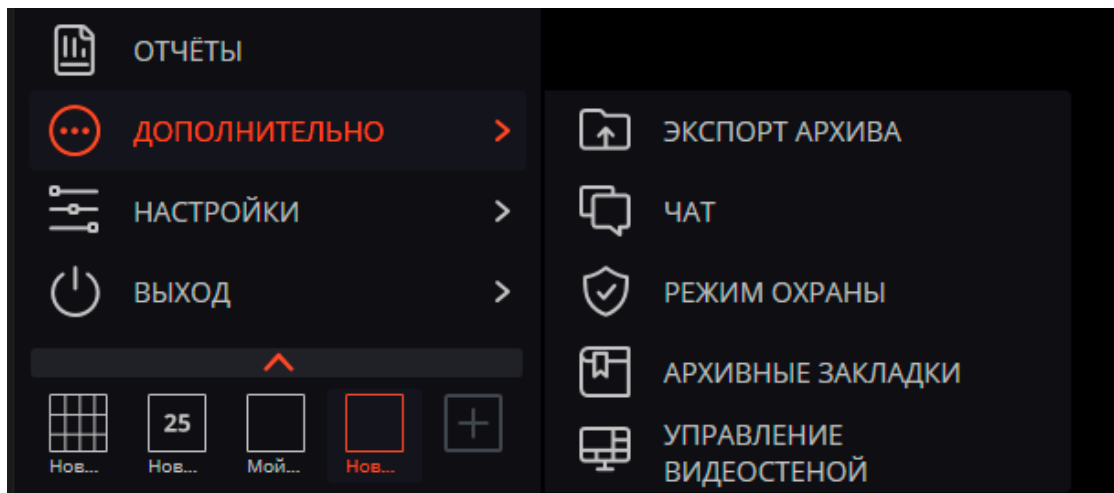 ОТЧЁТЫ
ДОПОЛНИТЕЛЬНО
НАСТРОЙКИ
ВЫХОД
25
Нов...
Нов...
Мой...
Нов...
ЭКСПОРТ АРХИВА
ЧАТ
РЕЖИМ ОХРАНЫ
АРХИВНЫЕ ЗАКЛАДКИ
УПРАВЛЕНИЕ
ВИДЕОСТЕНОЙ